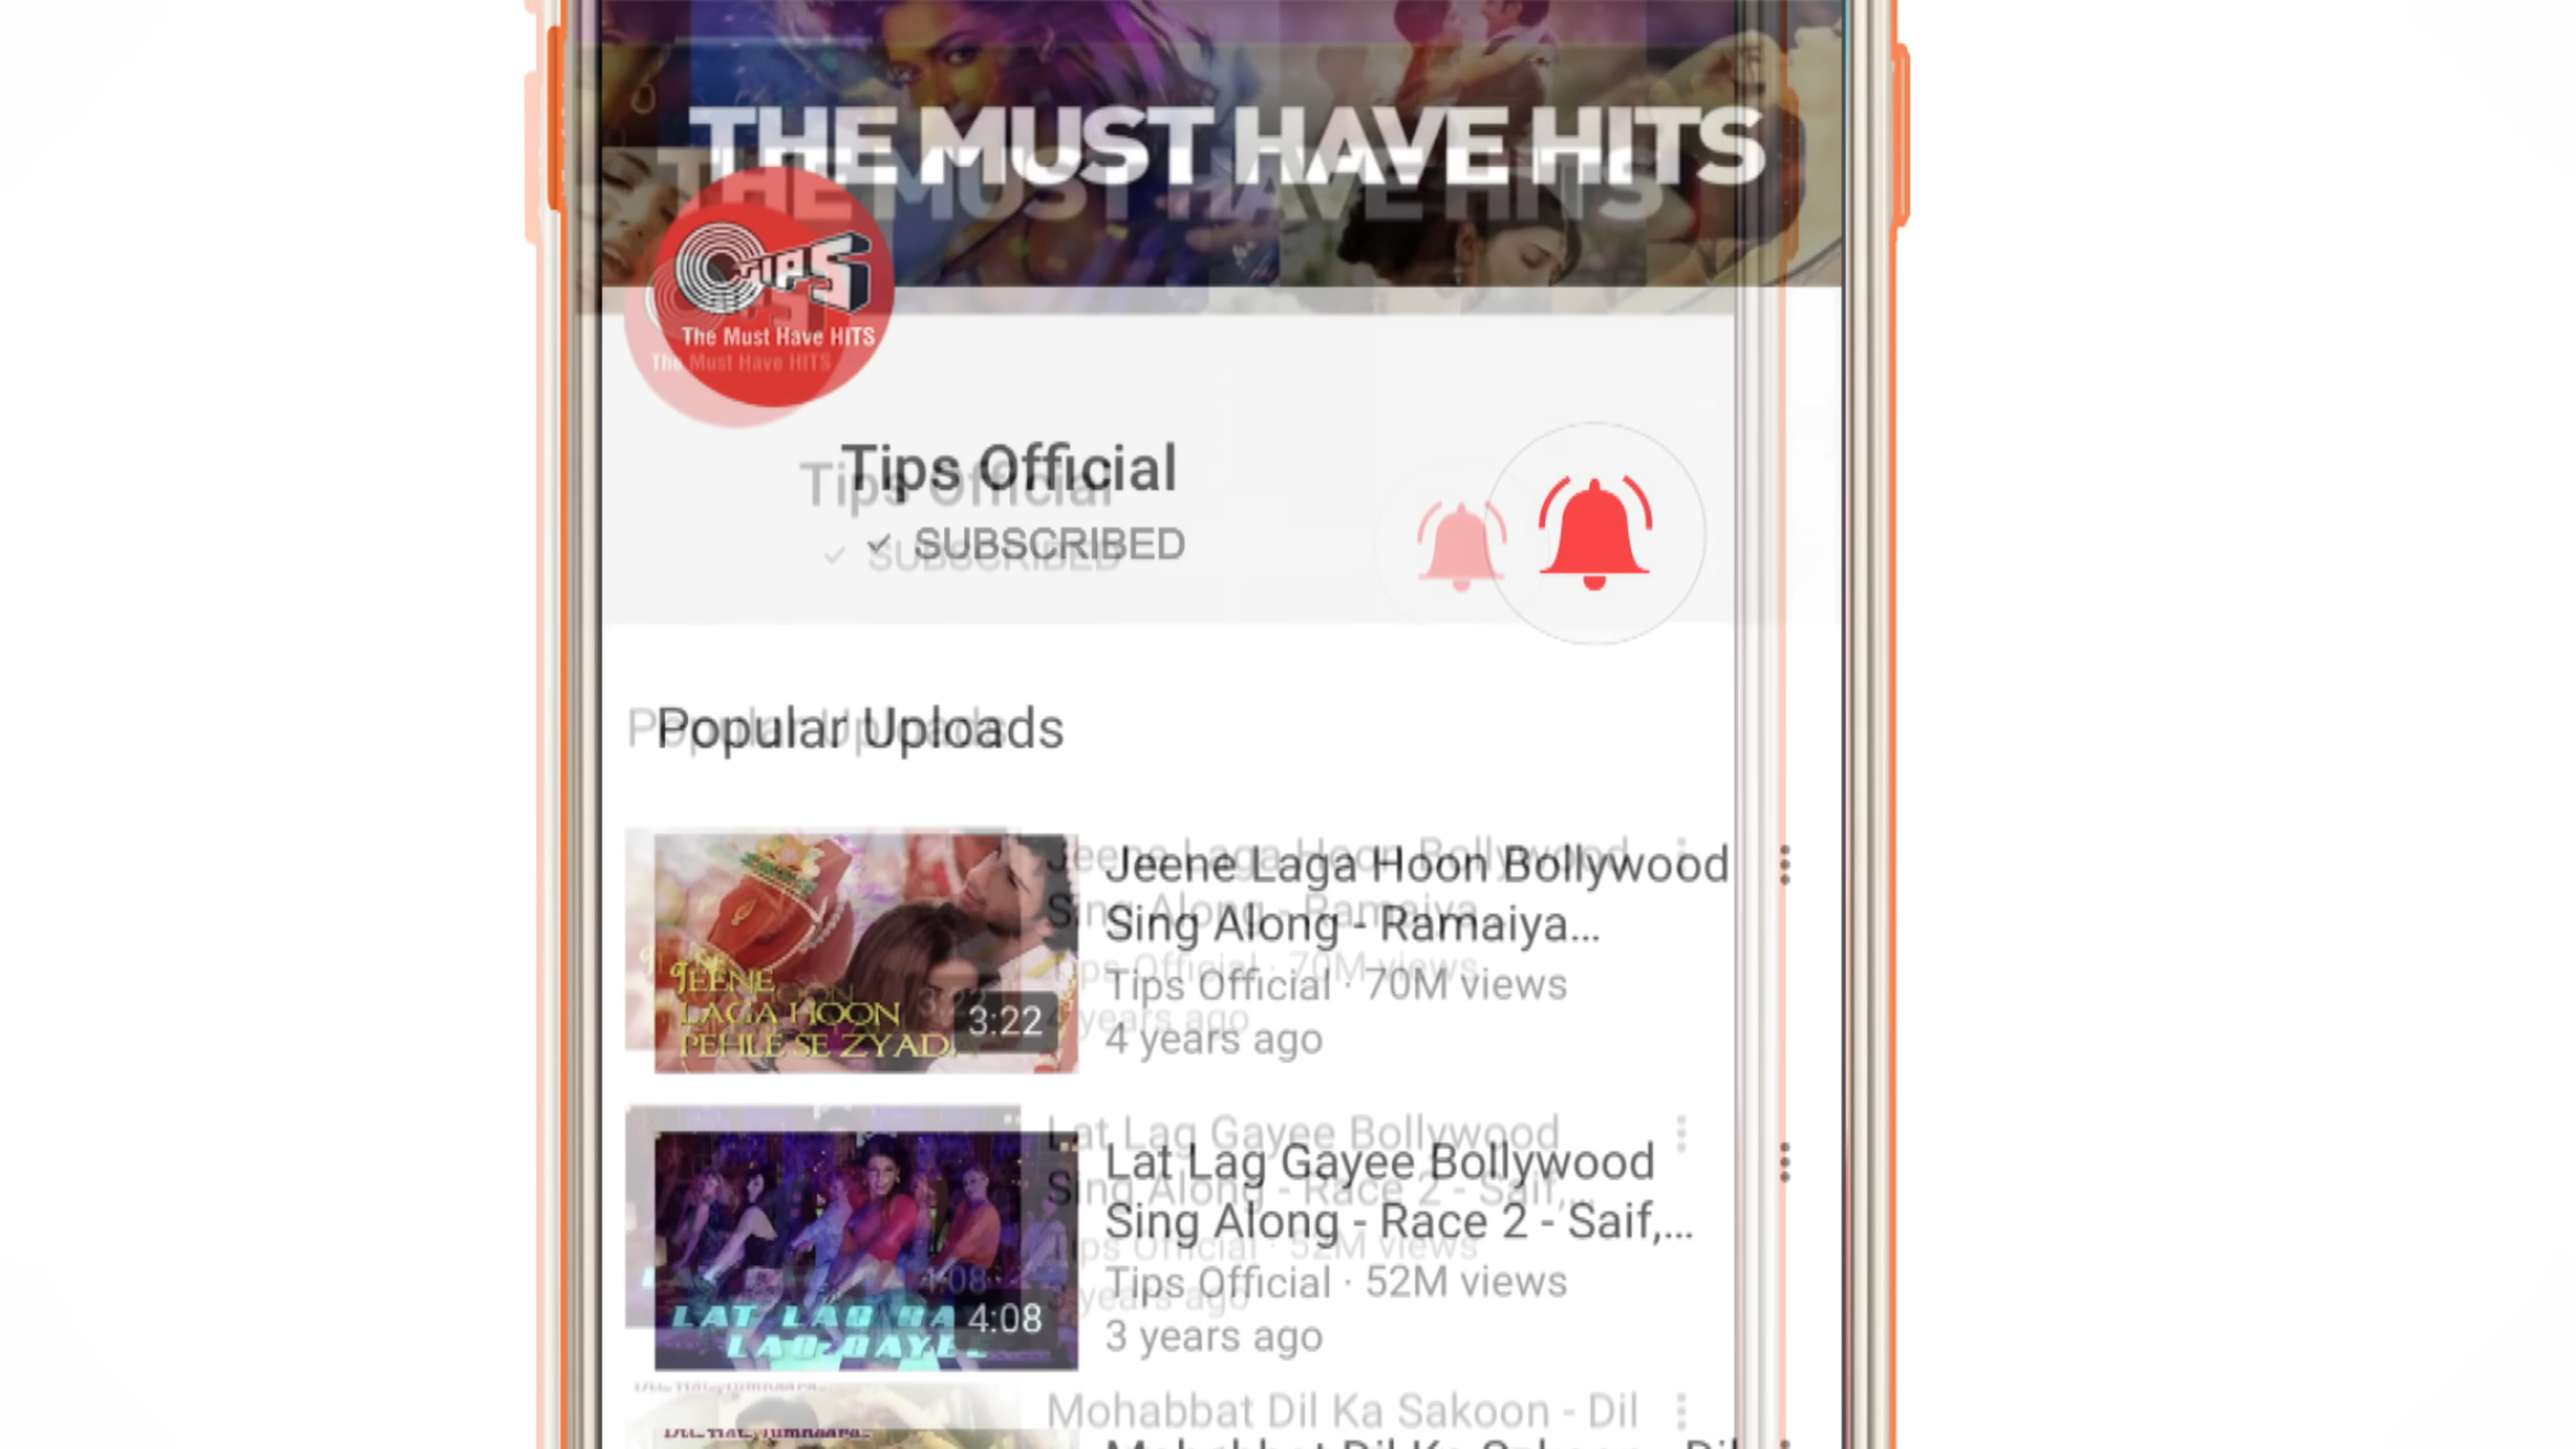 THE MUST HAVE HITS
TIPS
The Must Have HITS
Tips Official
SUBSCRIBED
Popular Uploads
Jeene Laga Hoon Bollywood
Sing Along - Ramaiya...
Tips Official · 70M views
4 years ago
JEENE
LAGA HOON
PEHLE SE
3:22
Lat Lag Gayee Bollywood
Sing Along - Race 2 - Saif,...
Tips Official · 52M views
3 years ago
LAT LAG
4:08
Mohabbat Dil Ka Sakoon - Dil